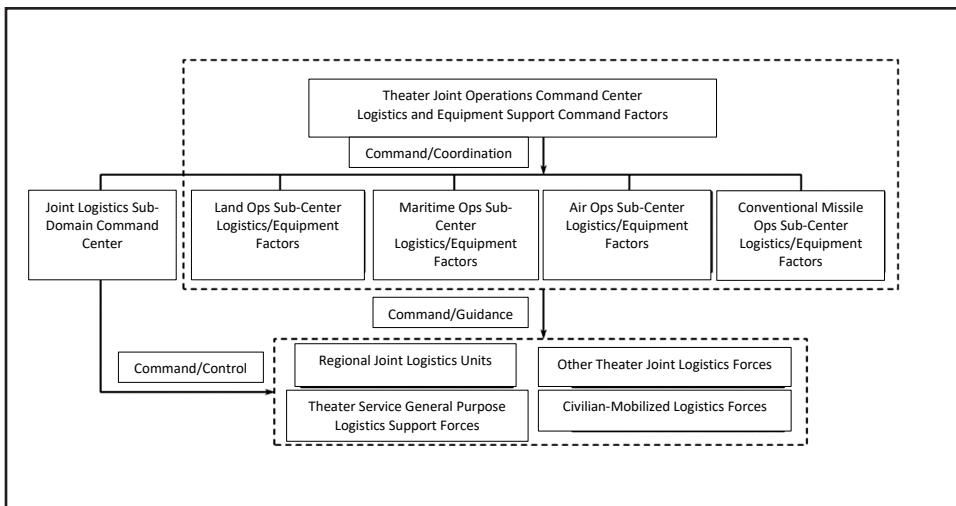 Theater Joint Operations Command Center
Logistics and Equipment Support Command Factors
Command/Coordination
Joint Logistics Sub-
Domain Command
Center
Land Ops Sub-Center
Logistics/Equipment
Factors
Maritime Ops Sub-
Center
Logistics/Equipment
Factors
Air Ops Sub-Center
Logistics/Equipment
Factors
Conventional Missile
Ops Sub-Center
Logistics/Equipment
Factors
Command/Guidance
Command/Control
Regional Joint Logistics Units
Other Theater Joint Logistics Forces
Theater Service General Purpose
Logistics Support Forces
Civilian-Mobilized Logistics Forces